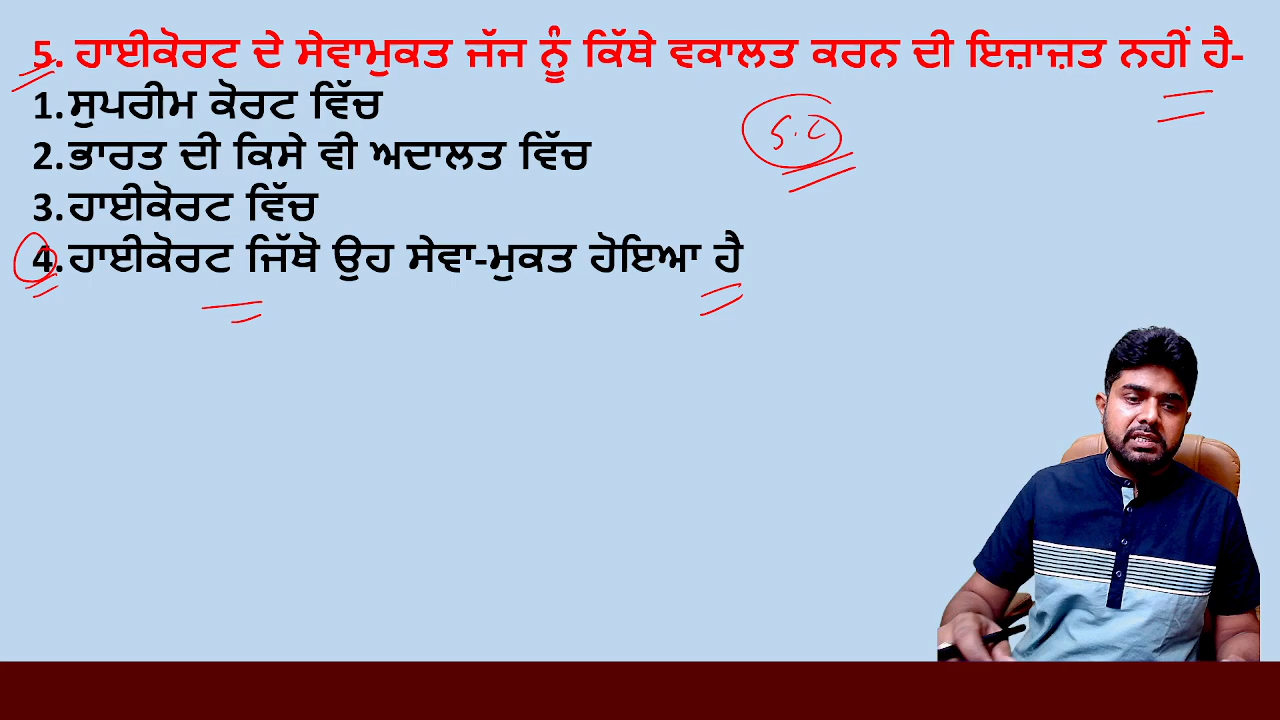 5. ਹਾਈਕੋਰਟ ਦੇ ਸੇਵਾਮੁਕਤ ਜੱਜ ਨੂੰ ਕਿੱਥੇ ਵਕਾਲਤ ਕਰਨ ਦੀ ਇਜ਼ਾਜ਼ਤ ਨਹੀਂ ਹੈ-
1. ਸੁਪਰੀਮ ਕੋਰਟ ਵਿੱਚ
S.C
2. ਭਾਰਤ ਦੀ ਕਿਸੇ ਵੀ ਅਦਾਲਤ ਵਿੱਚ
3. ਹਾਈਕੋਰਟ ਵਿੱਚ
4. ਹਾਈਕੋਰਟ ਜਿੱਥੋ ਉਹ ਸੇਵਾ-ਮੁਕਤ ਹੋਇਆ ਹੈ